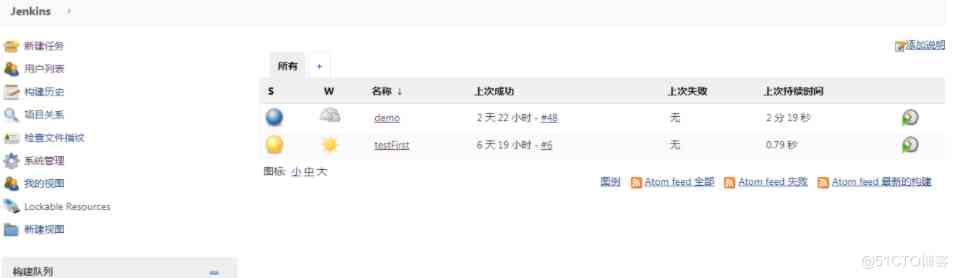 Jenkins
新建任务
用户列表
构建历史
项目关系
检查文件指纹
系统管理
我的视图
Lockable Resources
新建视图
构建队列
添加说明
所有 +
S W 名称 ↓ 上次成功 上次失败 上次持续时间
demo 2 天 22 小时 - #48 无 2 分 19 秒
testFirst 6 天 19 小时 - #6 无 0.79 秒
图标: 小 中 大
图例 Atom feed 全部 Atom feed 失败 Atom feed 最新的构建
@51CTO博客